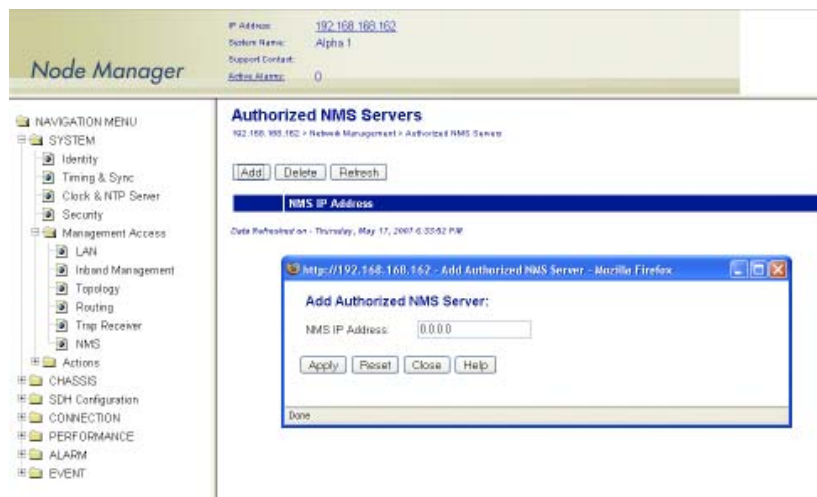 Node Manager
IP Address: 192.168.168.162
System Name: Alpha 1
Support Contact:
Active Alarms: 0
NAVIGATION MENU
SYSTEM
Identity
Timing & Sync
Clock & NTP Server
Security
Management Access
LAN
Inband Management
Topology
Routing
Trap Receiver
NMS
Actions
CHASSIS
SDH Configuration
CONNECTION
PERFORMANCE
ALARM
EVENT
Authorized NMS Servers
192.168.168.162 > Network Management > Authorized NMS Servers
Add Delete Refresh
NMS IP Address
Data Refreshed on - Thursday, May 17, 2007 6:33:52 PM
http://192.168.168.162 - Add Authorized NMS Server - Mozilla Firefox
Add Authorized NMS Server:
NMS IP Address: 0.0.0.0
Apply Reset Close Help
Done